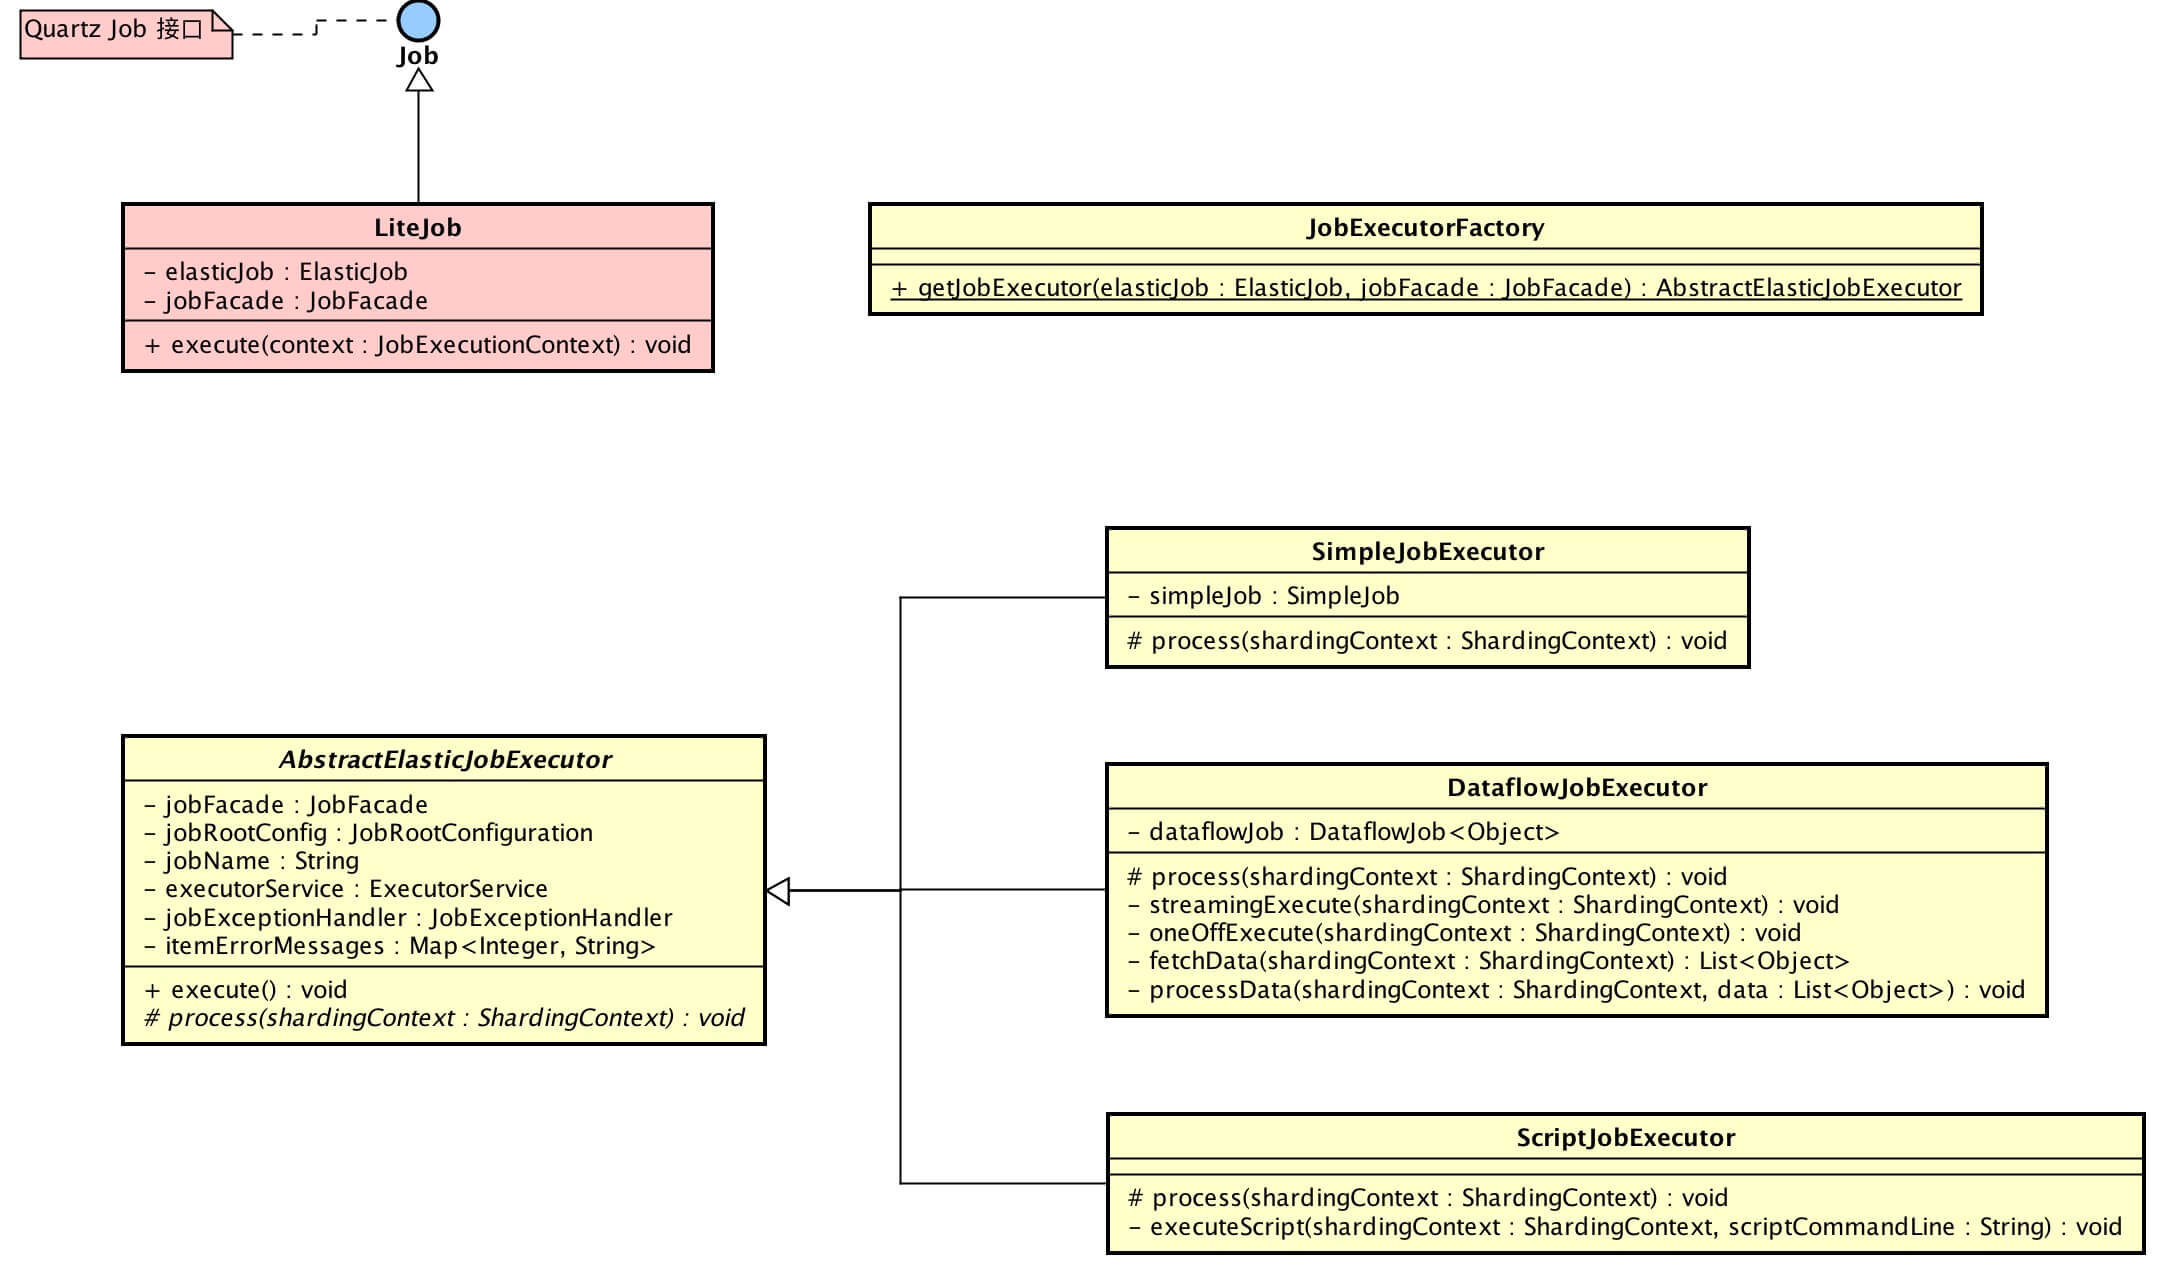 Quartz Job 接口
Job
LiteJob
- elasticJob : ElasticJob
- jobFacade : JobFacade
+ execute(context : JobExecutionContext) : void
JobExecutorFactory
+ getJobExecutor(elasticJob : ElasticJob, jobFacade : JobFacade) : AbstractElasticJobExecutor
SimpleJobExecutor
- simpleJob : SimpleJob
# process(shardingContext : ShardingContext) : void
AbstractElasticJobExecutor
- jobFacade : JobFacade
- jobRootConfig : JobRootConfiguration
- jobName : String
- executorService : ExecutorService
- jobExceptionHandler : JobExceptionHandler
- itemErrorMessages : Map<Integer, String>
+ execute() : void
# process(shardingContext : ShardingContext) : void
DataflowJobExecutor
- dataflowJob : DataflowJob<Object>
# process(shardingContext : ShardingContext) : void
- streamingExecute(shardingContext : ShardingContext) : void
- oneOffExecute(shardingContext : ShardingContext) : void
- fetchData(shardingContext : ShardingContext) : List<Object>
- processData(shardingContext : ShardingContext, data : List<Object>) : void
ScriptJobExecutor
# process(shardingContext : ShardingContext) : void
- executeScript(shardingContext : ShardingContext, scriptCommandLine : String) : void